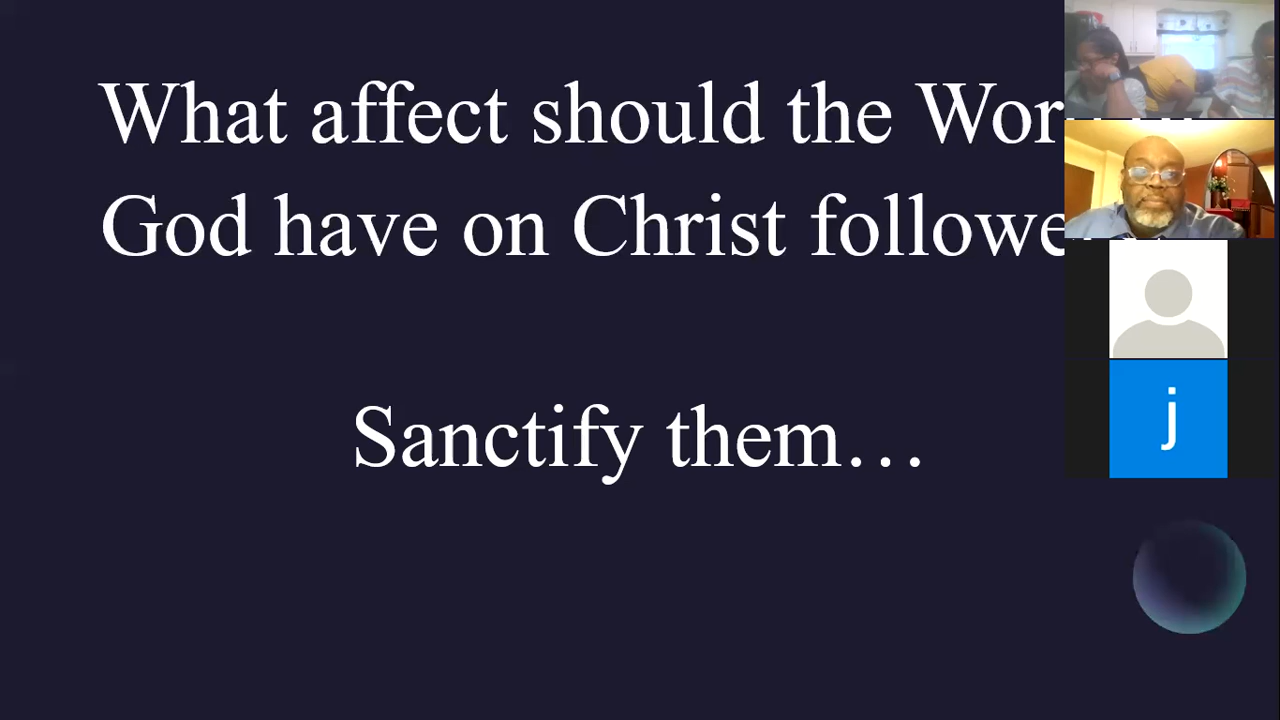 What affect should the Wor
God have on Christ followe
Sanctify them…
j